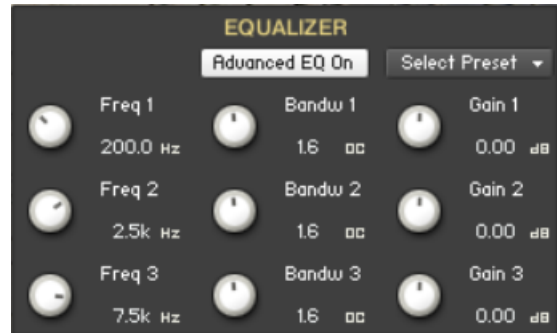 EQUALIZER
Advanced EQ On Select Preset
Freq 1 Bandw 1 Gain 1
200.0 Hz 1.6 OC 0.00 dB
Freq 2 Bandw 2 Gain 2
2.5k Hz 1.6 OC 0.00 dB
Freq 3 Bandw 3 Gain 3
7.5k Hz 1.6 OC 0.00 dB